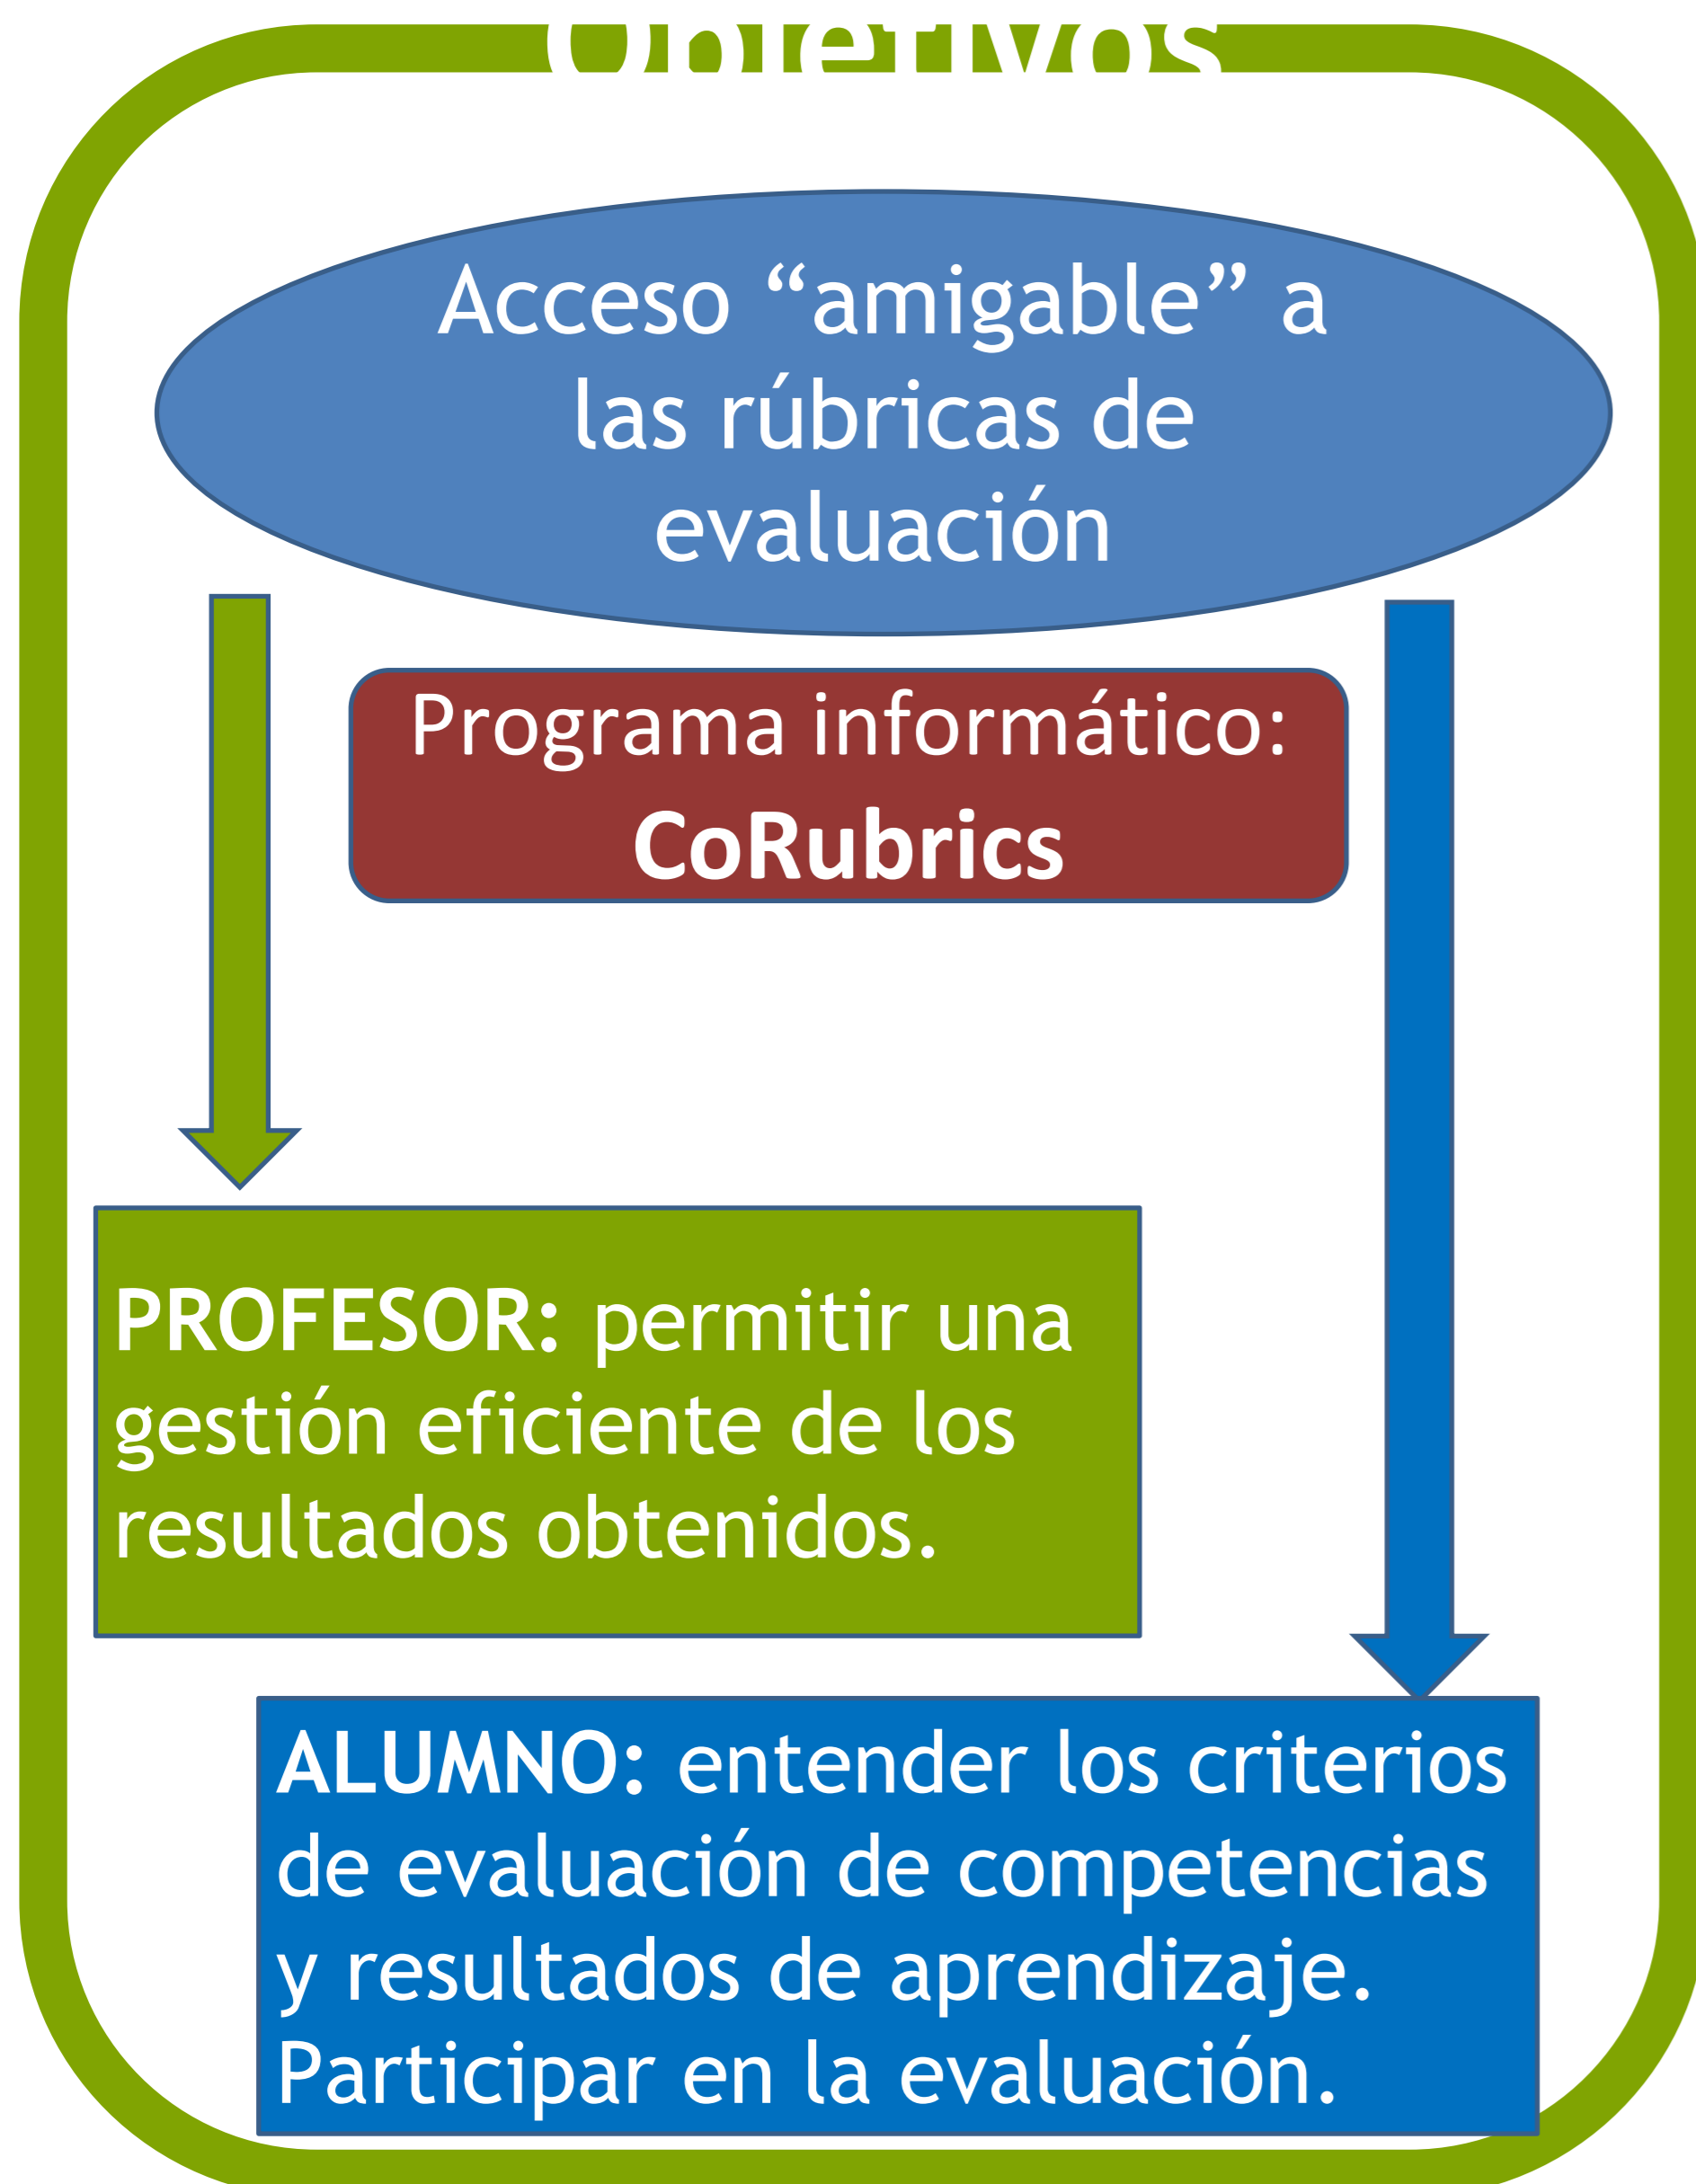 Objetivos
Acceso “amigable” a
las rúbricas de
evaluación
Programa informático:
CoRubrics
PROFESOR: permitir una
gestión eficiente de los
resultados obtenidos.
ALUMNO: entender los criterios
de evaluación de competencias
y resultados de aprendizaje.
Participar en la evaluación.